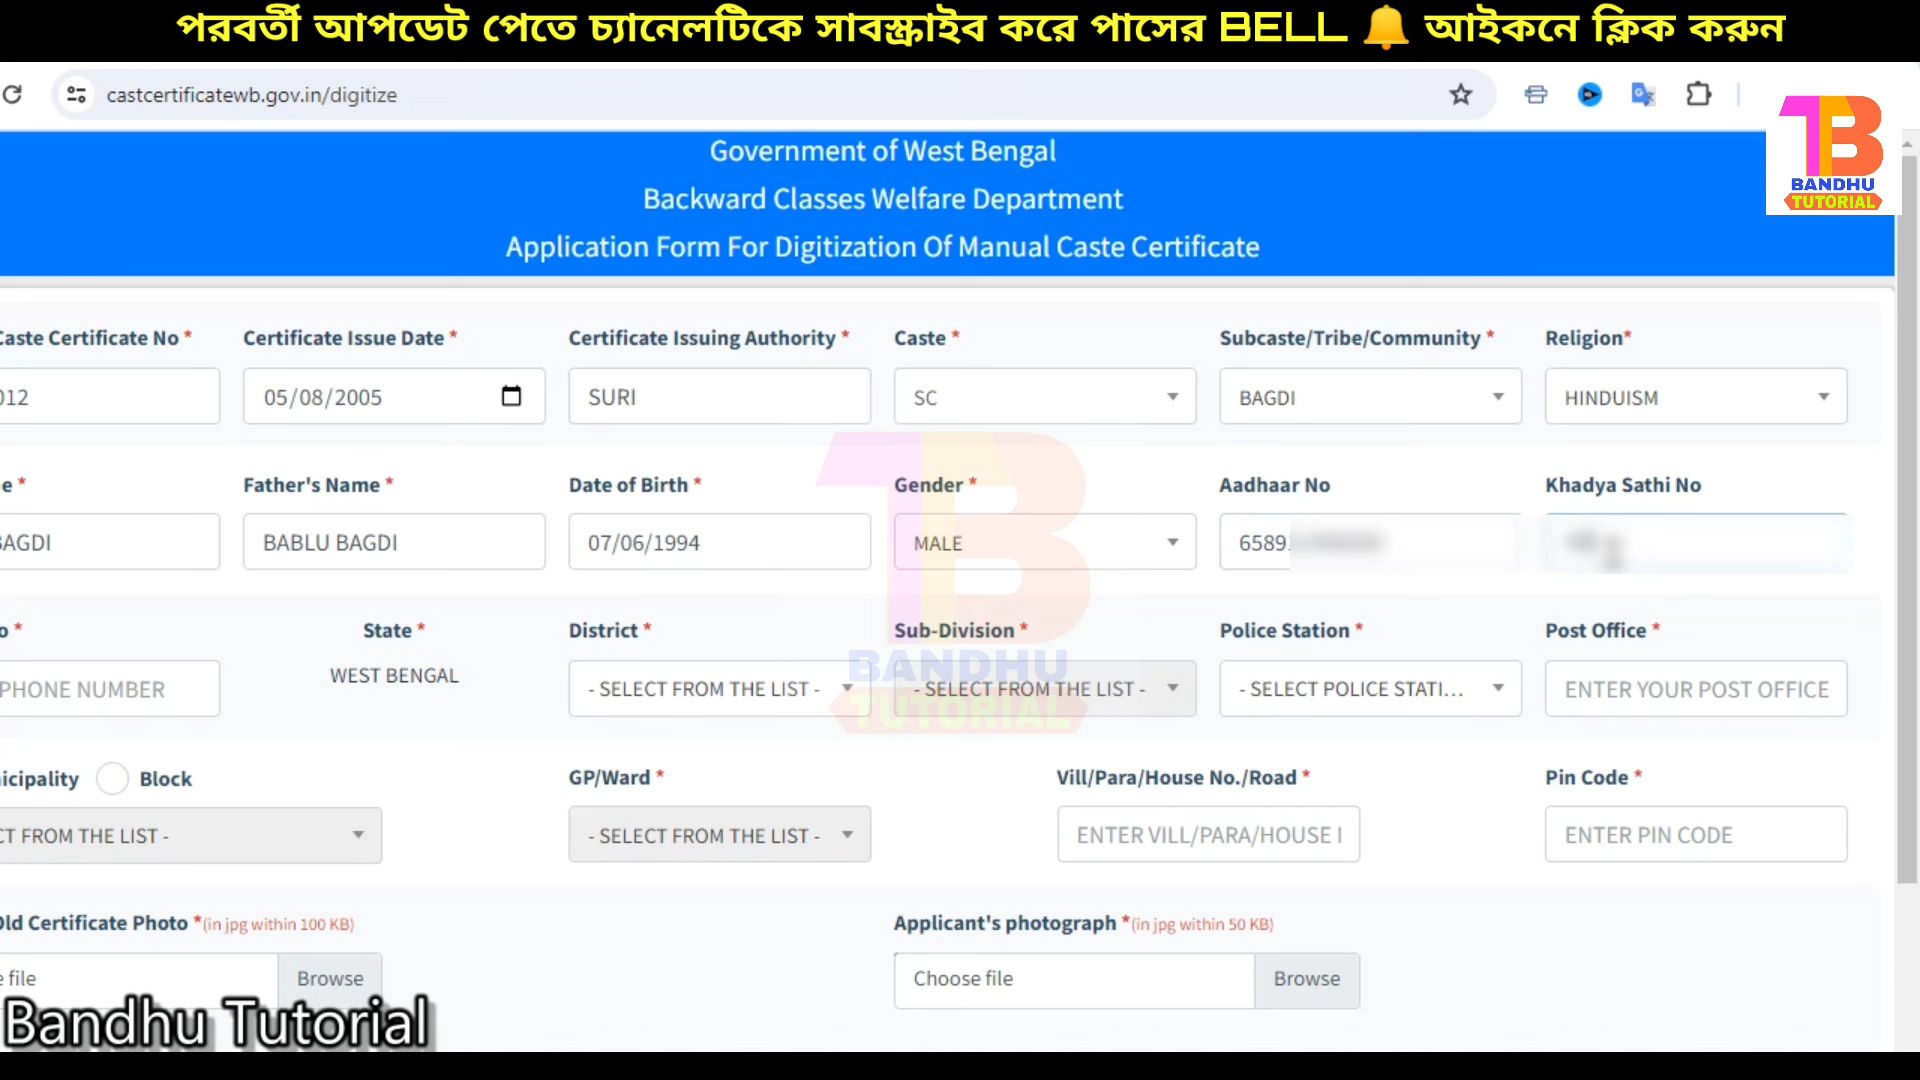 পরবর্তী আপডেট পেতে চ্যানেলটিকে সাবস্ক্রাইব করে পাসের BELL 🔔 আইকনে ক্লিক করুন
castcertificatewb.gov.in/digitize
TB
BANDHU
TUTORIAL
Government of West Bengal
Backward Classes Welfare Department
Application Form For Digitization Of Manual Caste Certificate
Caste Certificate No * Certificate Issue Date * Certificate Issuing Authority * Caste * Subcaste/Tribe/Community * Religion*
012 05/08/2005 SURI SC BAGDI HINDUISM
e * Father's Name * Date of Birth * Gender * Aadhaar No Khadya Sathi No
BAGDI BABLU BAGDI 07/06/1994 MALE 6589
o * State * District * Sub-Division * Police Station * Post Office *
PHONE NUMBER WEST BENGAL - SELECT FROM THE LIST - - SELECT FROM THE LIST - - SELECT POLICE STATI... ENTER YOUR POST OFFICE
BANDHU
TUTORIAL
icipality Block GP/Ward * Vill/Para/House No./Road * Pin Code *
CT FROM THE LIST - - SELECT FROM THE LIST - ENTER VILL/PARA/HOUSE ENTER PIN CODE
Old Certificate Photo *(in jpg within 100 KB) Applicant's photograph *(in jpg within 50 KB)
e file Browse Choose file Browse
Bandhu Tutorial